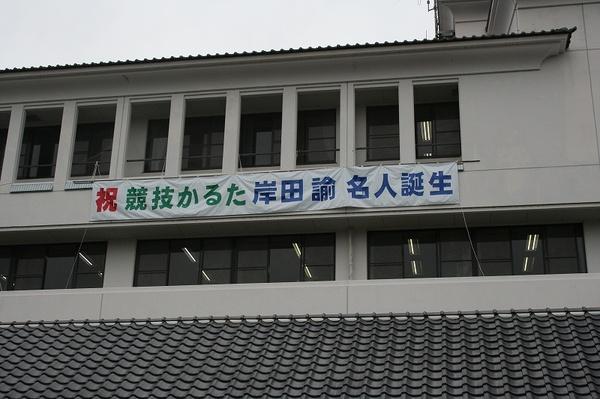 祝 競技かるた 岸田諭 名人誕生